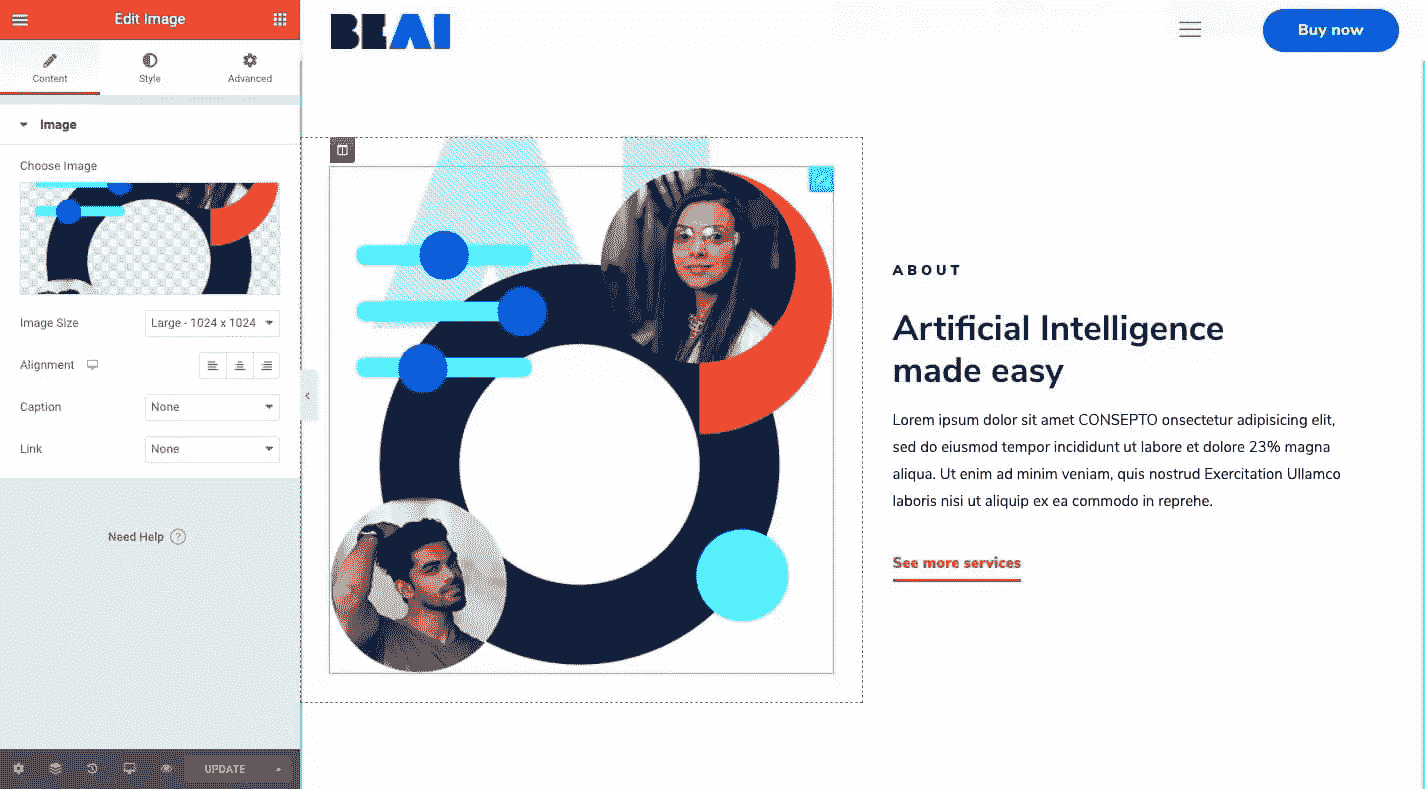 Edit Image
Content
Style
Advanced
Image
Choose Image
Image Size
Large - 1024 x 1024
Alignment
Caption
None
Link
None
Need Help ?
UPDATE
BEAI
Buy now
AI
ABOUT
Artificial Intelligence
made easy
Lorem ipsum dolor sit amet CONSEPTO onsectetur adipisicing elit,
sed do eiusmod tempor incididunt ut labore et dolore 23% magna
aliqua. Ut enim ad minim veniam, quis nostrud Exercitation Ullamco
laboris nisi ut aliquip ex ea commodo in reprehe.
See more services